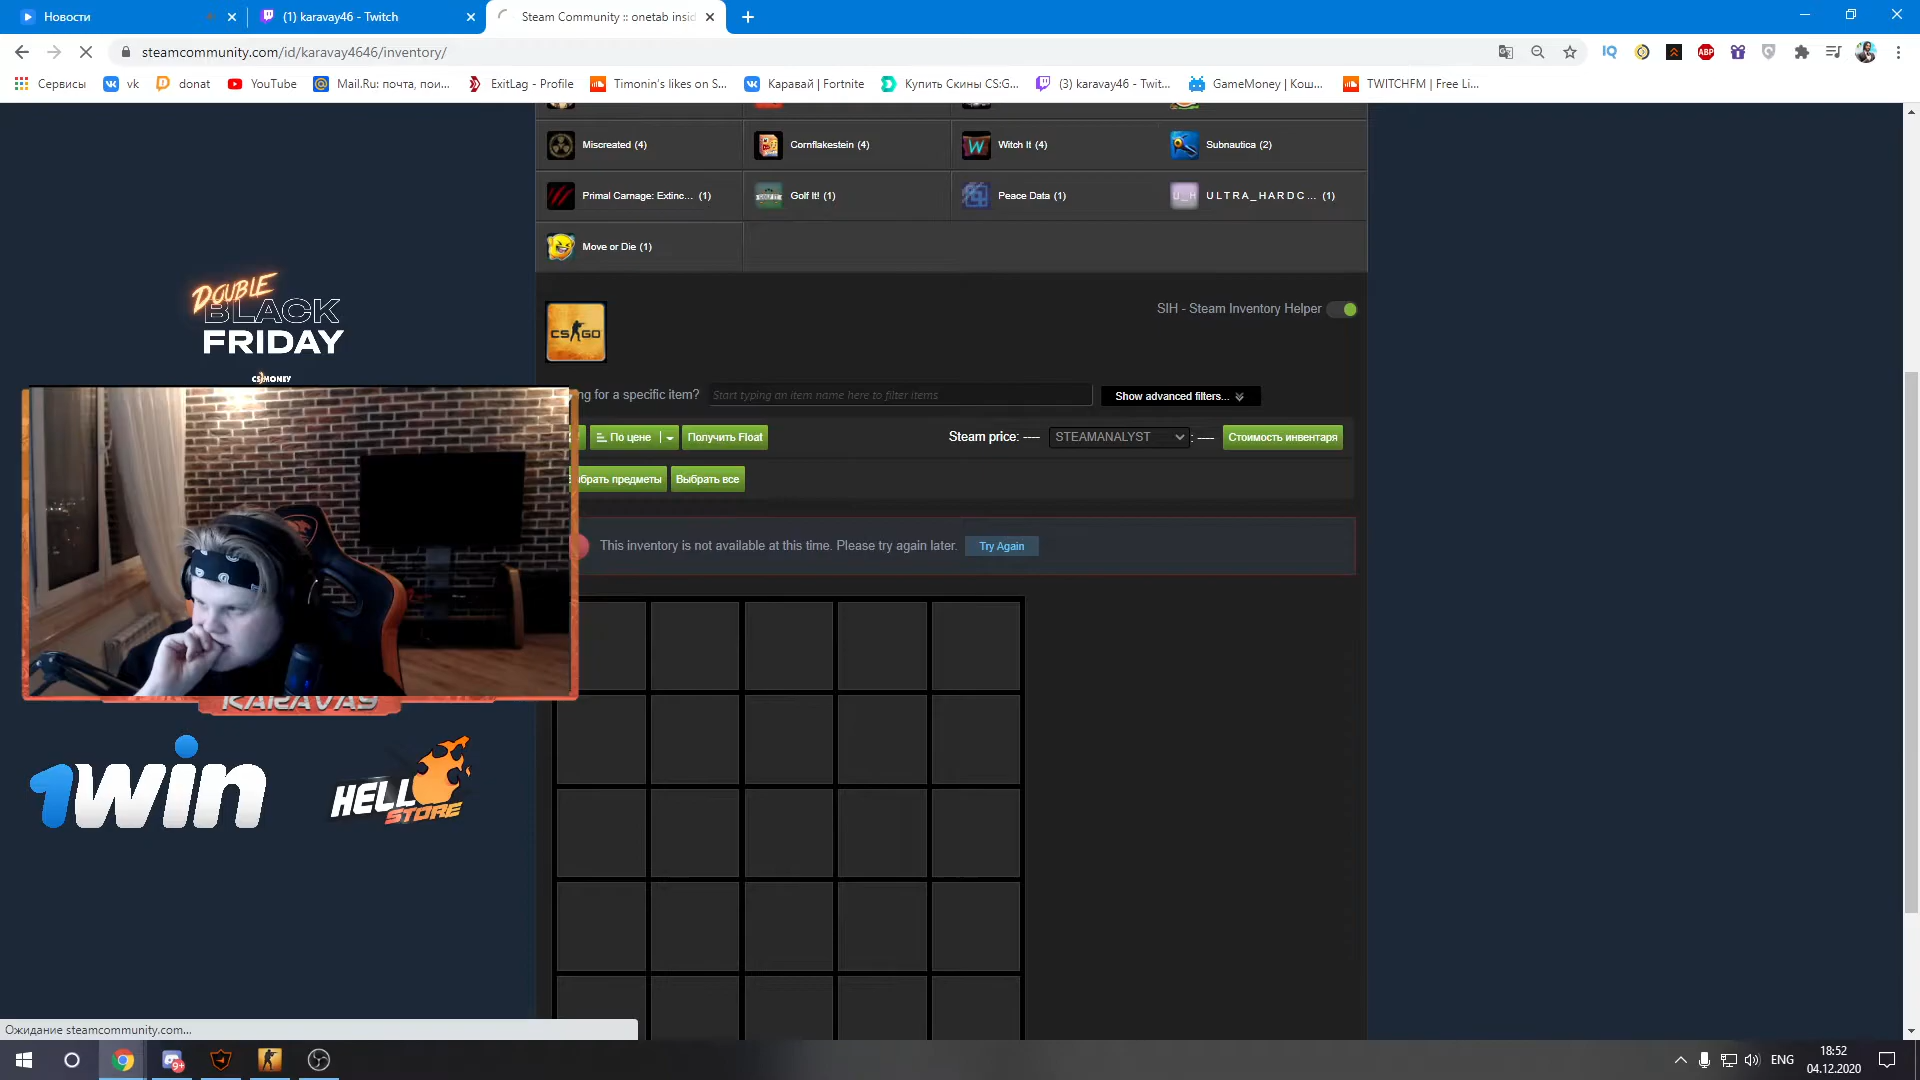 Новости
(1) karavay46 - Twitch
Steam Community :: onetab insid
steamcommunity.com/id/karavay4646/inventory/
IQ
ABP
Сервисы
vk
donat
YouTube
Mail.Ru: почта, пои...
ExitLag - Profile
Timonin's likes on S...
Каравай | Fortnite
Купить Скины CS:G...
(3) karavay46 - Twit...
GameMoney | Кош...
TWITCHFM | Free Li...
Miscreated (4)
Cornflakestein (4)
Witch It (4)
Subnautica (2)
Primal Carnage: Extinc... (1)
Golf It! (1)
Peace Data (1)
U L T R A _ H A R D C ... (1)
Move or Die (1)
DOUBLE
BLACK
FRIDAY
CS MONEY
CS GO
SIH - Steam Inventory Helper
ng for a specific item?
Start typing an item name here to filter items
Show advanced filters...
По цене
Получить Float
Steam price: ----
STEAMANALYST
: ----
Стоимость инвентаря
брать предметы
Выбрать все
This inventory is not available at this time. Please try again later.
Try Again
KARAVAY
1win
HELL
STORE
Ожидание steamcommunity.com...
9+
ENG
18:52
04.12.2020